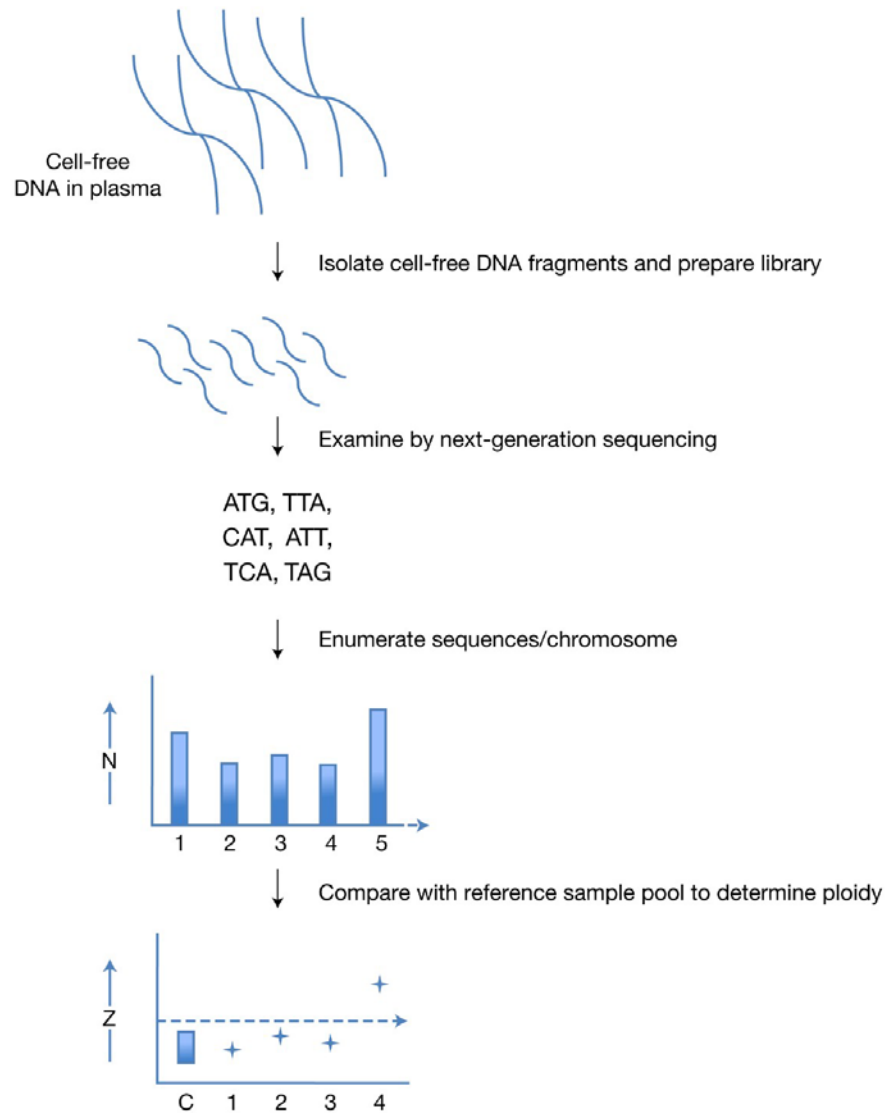 Cell-free
DNA in plasma
Isolate cell-free DNA fragments and prepare library
Examine by next-generation sequencing
ATG, TTA,
CAT, ATT,
TCA, TAG
Enumerate sequences/chromosome
N
1 2 3 4 5
Compare with reference sample pool to determine ploidy
Z
C 1 2 3 4